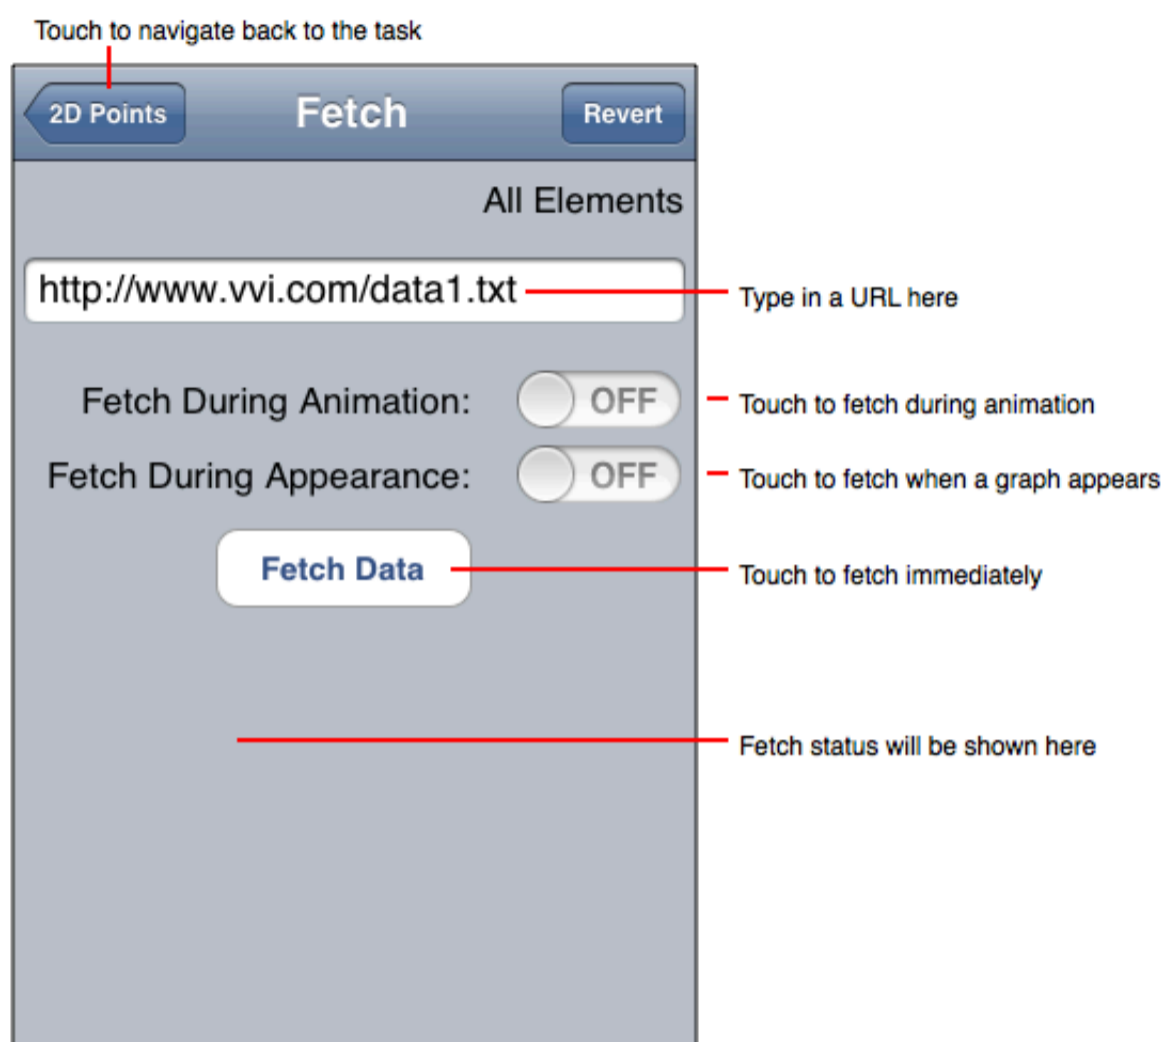 Touch to navigate back to the task
2D Points Fetch Revert
All Elements
http://www.vvi.com/data1.txt Type in a URL here
Fetch During Animation: OFF Touch to fetch during animation
Fetch During Appearance: OFF Touch to fetch when a graph appears
Fetch Data Touch to fetch immediately
Fetch status will be shown here